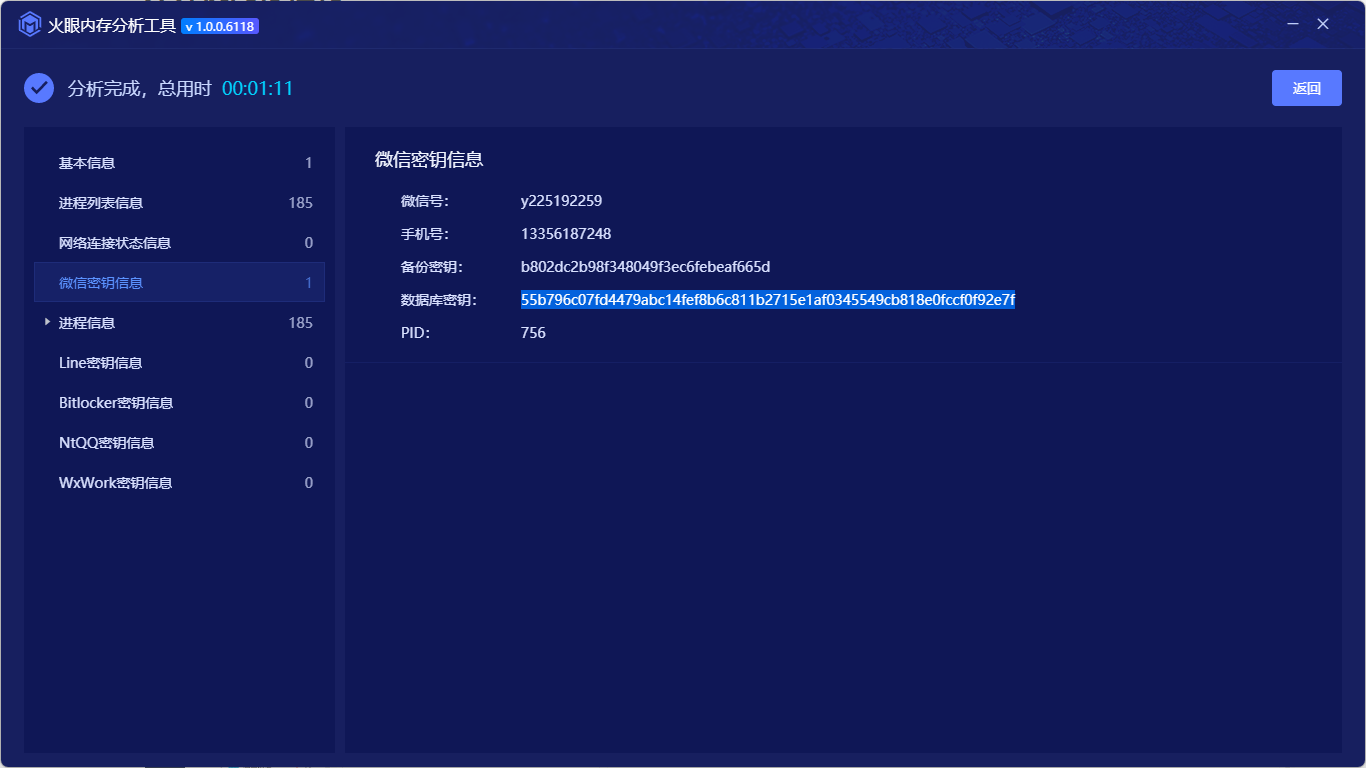 火眼内存分析工具 v 1.0.0.6118
分析完成，总用时 00:01:11
返回
基本信息 1
进程列表信息 185
网络连接状态信息 0
微信密钥信息 1
进程信息 185
Line密钥信息 0
Bitlocker密钥信息 0
NtQQ密钥信息 0
WxWork密钥信息 0
微信密钥信息
微信号： y225192259
手机号： 13356187248
备份密钥： b802dc2b98f348049f3ec6febeaf665d
数据库密钥： 55b796c07fd4479abc14fef8b6c811b2715e1af0345549cb818e0fccf0f92e7f
PID： 756